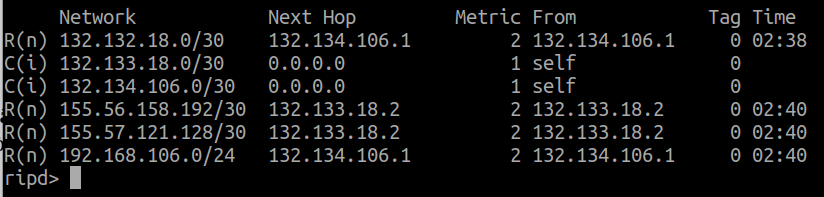 Network            Next Hop         Metric From            Tag Time
R(n) 132.132.18.0/30    132.134.106.1         2 132.134.106.1     0 02:38
C(i) 132.133.18.0/30    0.0.0.0               1 self              0
C(i) 132.134.106.0/30   0.0.0.0               1 self              0
R(n) 155.56.158.192/30  132.133.18.2          2 132.133.18.2      0 02:40
R(n) 155.57.121.128/30  132.133.18.2          2 132.133.18.2      0 02:40
R(n) 192.168.106.0/24   132.134.106.1         2 132.134.106.1     0 02:40
ripd>